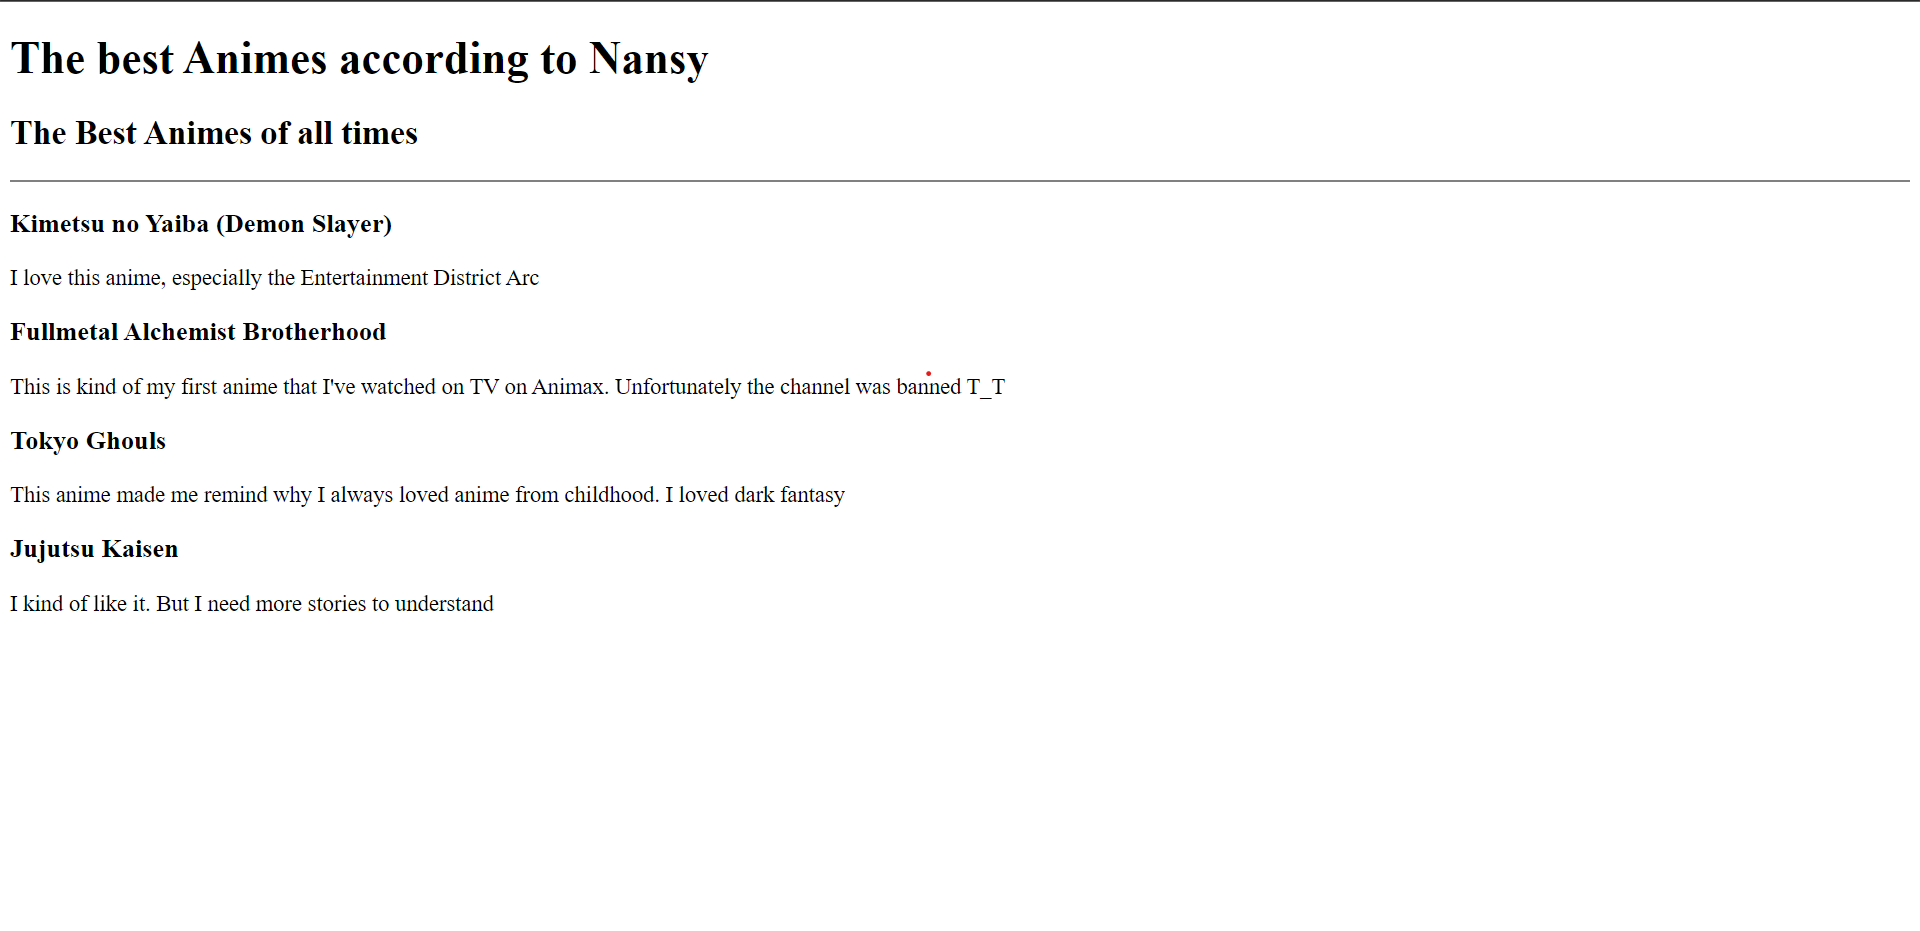 The best Animes according to Nansy
The Best Animes of all times
Kimetsu no Yaiba (Demon Slayer)
I love this anime, especially the Entertainment District Arc
Fullmetal Alchemist Brotherhood
This is kind of my first anime that I've watched on TV on Animax. Unfortunately the channel was banned T_T
Tokyo Ghouls
This anime made me remind why I always loved anime from childhood. I loved dark fantasy
Jujutsu Kaisen
I kind of like it. But I need more stories to understand